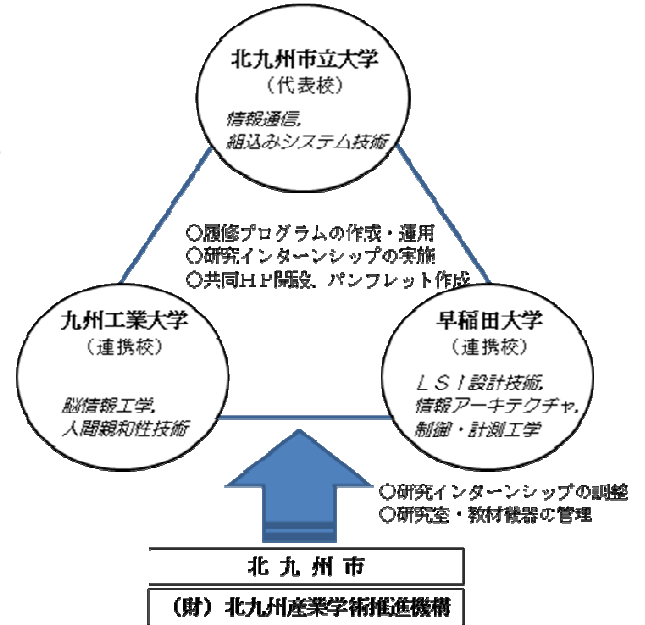 北九州市立大学
（代表校）
情報通信,
組込みシステム技術
○履修プログラムの作成・運用
○研究インターンシップの実施
○共同ＨＰ開設、パンフレット作成
九州工業大学
（連携校）
脳情報工学,
人間親和性技術
早稲田大学
（連携校）
ＬＳＩ設計技術,
情報アーキテクチャ,
制御・計測工学
○研究インターンシップの調整
○研究室・教材機器の管理
北 九 州 市
（財）北九州産業学術推進機構